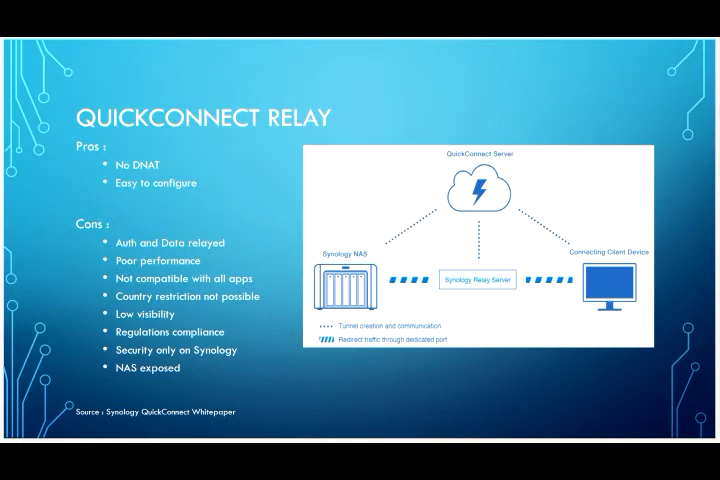 QUICKCONNECT RELAY
Pros :
• No DNAT
• Easy to configure
Cons :
• Auth and Data relayed
• Poor performance
• Not compatible with all apps
• Country restriction not possible
• Low visibility
• Regulations compliance
• Security only on Synology
• NAS exposed
Source : Synology QuickConnect Whitepaper
QuickConnect Server
Synology NAS
Connecting Client Device
Synology Relay Server
Tunnel creation and communication
Redirect traffic through dedicated port